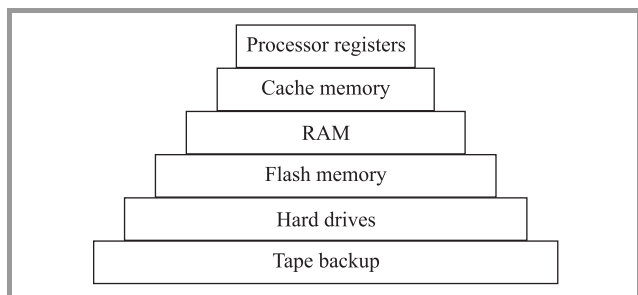 Processor registers
Cache memory
RAM
Flash memory
Hard drives
Tape backup